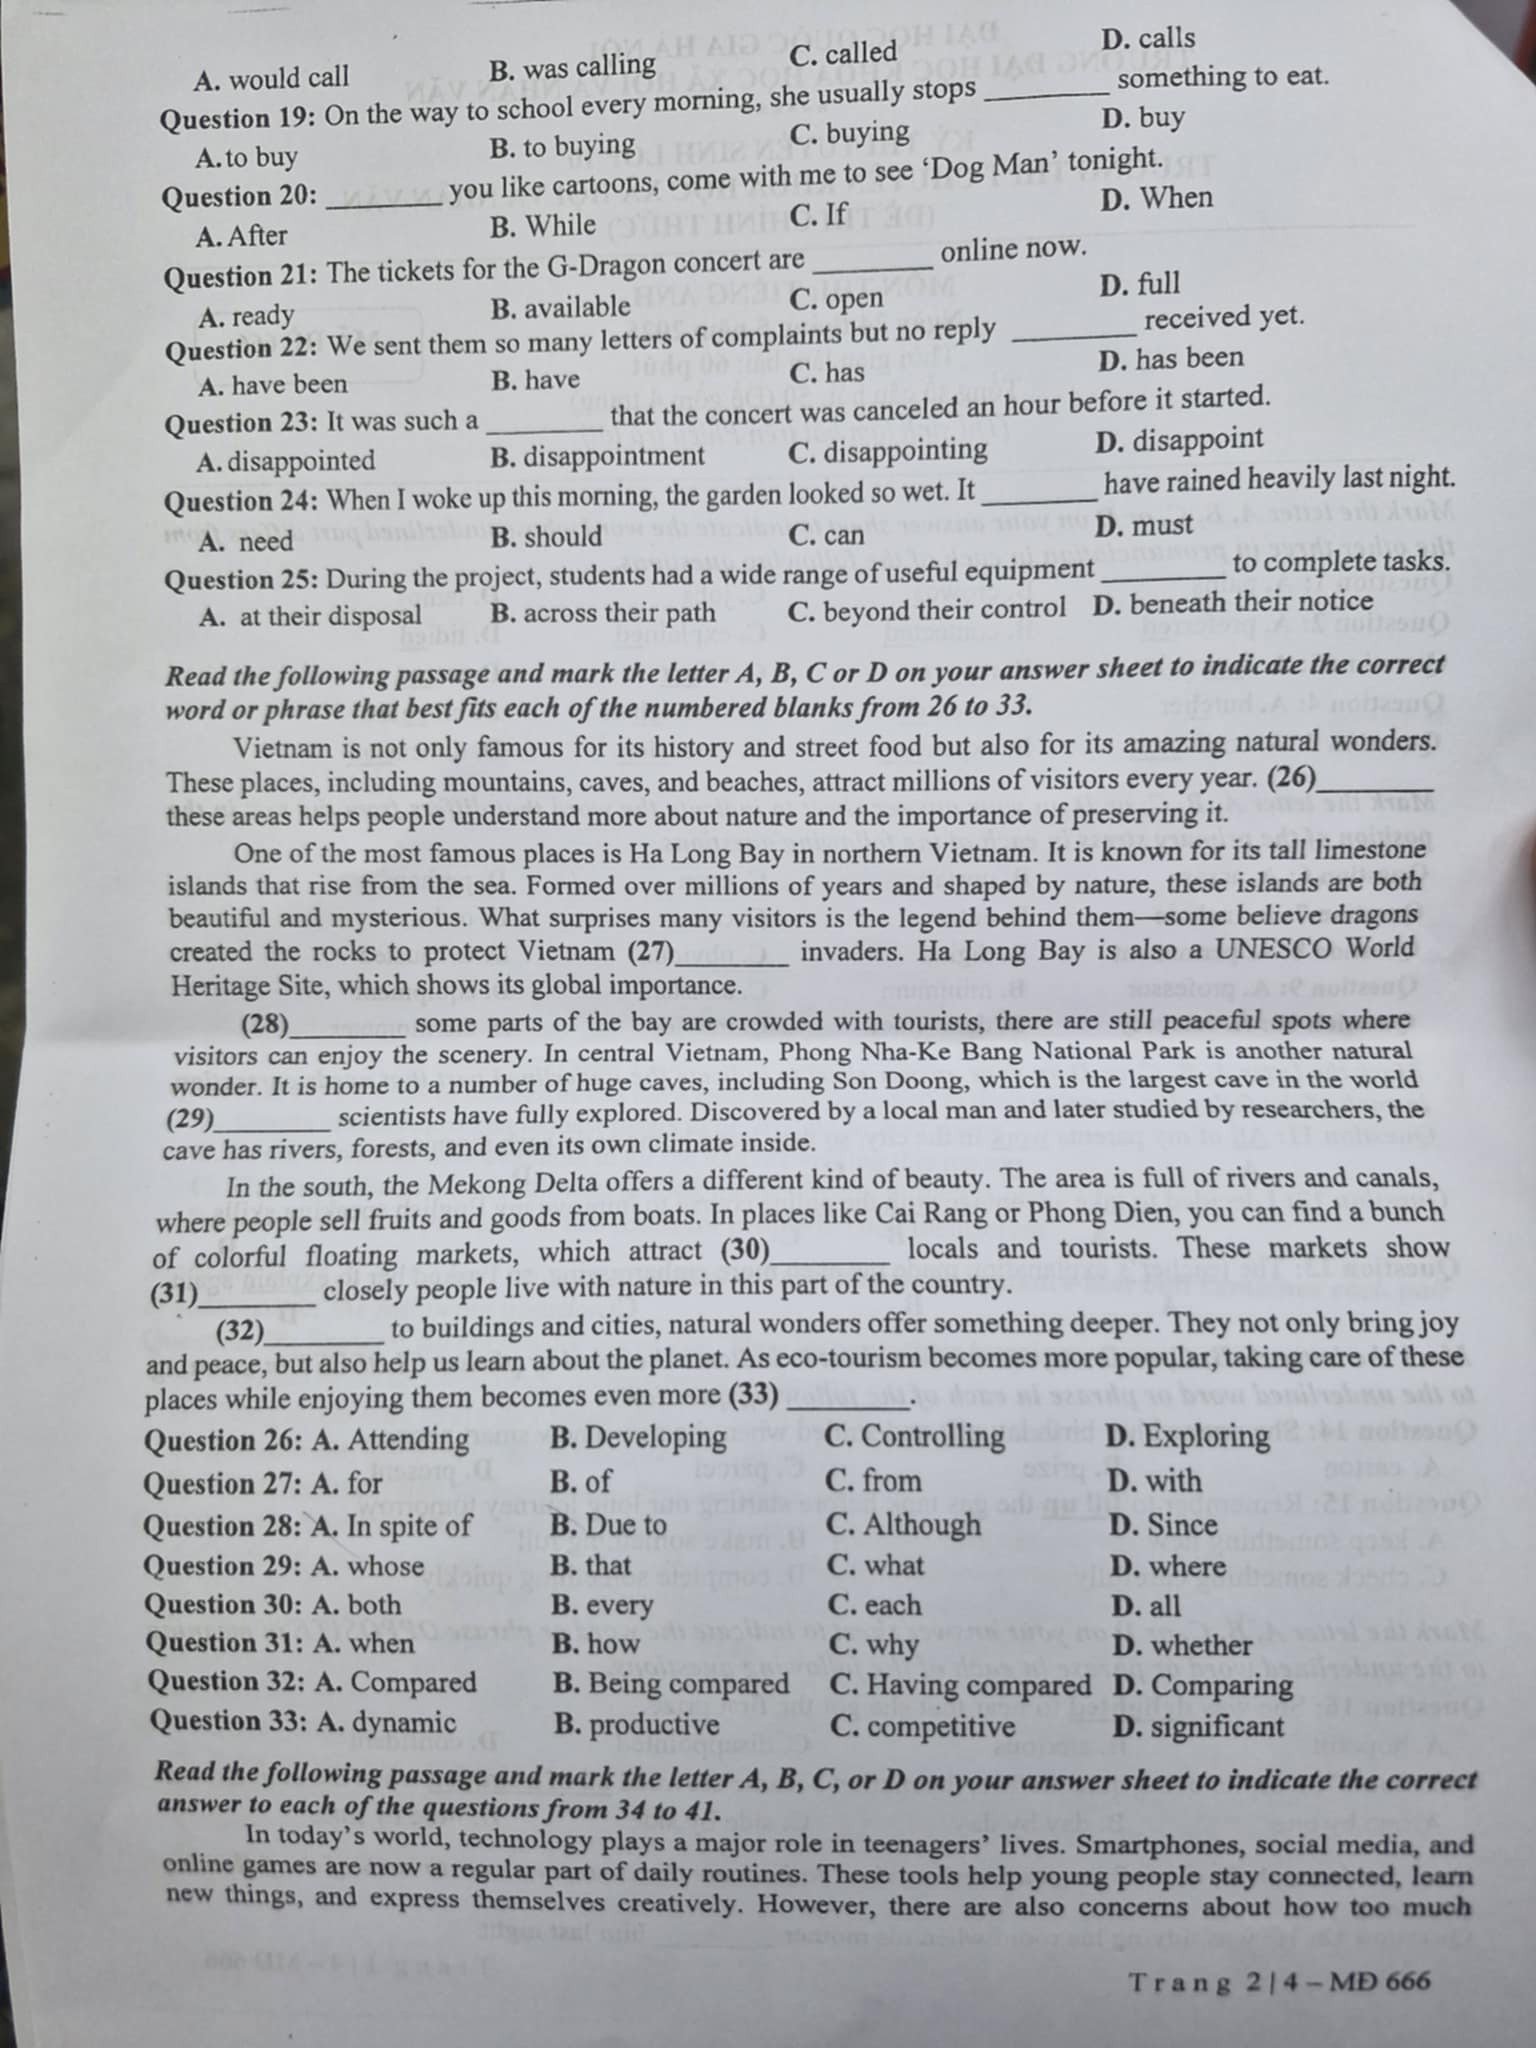 A. would call B. was calling C. called D. calls
Question 19: On the way to school every morning, she usually stops ________ something to eat.
A. to buy B. to buying C. buying D. buy
Question 20: ________ you like cartoons, come with me to see ‘Dog Man’ tonight.
A. After B. While C. If D. When
Question 21: The tickets for the G-Dragon concert are ________ online now.
A. ready B. available C. open D. full
Question 22: We sent them so many letters of complaints but no reply ________ received yet.
A. have been B. have C. has D. has been
Question 23: It was such a ________ that the concert was canceled an hour before it started.
A. disappointed B. disappointment C. disappointing D. disappoint
Question 24: When I woke up this morning, the garden looked so wet. It ________ have rained heavily last night.
A. need B. should C. can D. must
Question 25: During the project, students had a wide range of useful equipment ________ to complete tasks.
A. at their disposal B. across their path C. beyond their control D. beneath their notice
Read the following passage and mark the letter A, B, C or D on your answer sheet to indicate the correct
word or phrase that best fits each of the numbered blanks from 26 to 33.
Vietnam is not only famous for its history and street food but also for its amazing natural wonders.
These places, including mountains, caves, and beaches, attract millions of visitors every year. (26)________
these areas helps people understand more about nature and the importance of preserving it.
One of the most famous places is Ha Long Bay in northern Vietnam. It is known for its tall limestone
islands that rise from the sea. Formed over millions of years and shaped by nature, these islands are both
beautiful and mysterious. What surprises many visitors is the legend behind them—some believe dragons
created the rocks to protect Vietnam (27)________ invaders. Ha Long Bay is also a UNESCO World
Heritage Site, which shows its global importance.
(28)________ some parts of the bay are crowded with tourists, there are still peaceful spots where
visitors can enjoy the scenery. In central Vietnam, Phong Nha-Ke Bang National Park is another natural
wonder. It is home to a number of huge caves, including Son Doong, which is the largest cave in the world
(29)________ scientists have fully explored. Discovered by a local man and later studied by researchers, the
cave has rivers, forests, and even its own climate inside.
In the south, the Mekong Delta offers a different kind of beauty. The area is full of rivers and canals,
where people sell fruits and goods from boats. In places like Cai Rang or Phong Dien, you can find a bunch
of colorful floating markets, which attract (30)________ locals and tourists. These markets show
(31)________ closely people live with nature in this part of the country.
(32)________ to buildings and cities, natural wonders offer something deeper. They not only bring joy
and peace, but also help us learn about the planet. As eco-tourism becomes more popular, taking care of these
places while enjoying them becomes even more (33) ________.
Question 26: A. Attending B. Developing C. Controlling D. Exploring
Question 27: A. for B. of C. from D. with
Question 28: A. In spite of B. Due to C. Although D. Since
Question 29: A. whose B. that C. what D. where
Question 30: A. both B. every C. each D. all
Question 31: A. when B. how C. why D. whether
Question 32: A. Compared B. Being compared C. Having compared D. Comparing
Question 33: A. dynamic B. productive C. competitive D. significant
Read the following passage and mark the letter A, B, C, or D on your answer sheet to indicate the correct
answer to each of the questions from 34 to 41.
In today’s world, technology plays a major role in teenagers’ lives. Smartphones, social media, and
online games are now a regular part of daily routines. These tools help young people stay connected, learn
new things, and express themselves creatively. However, there are also concerns about how too much
Trang 2|4 – MĐ 666